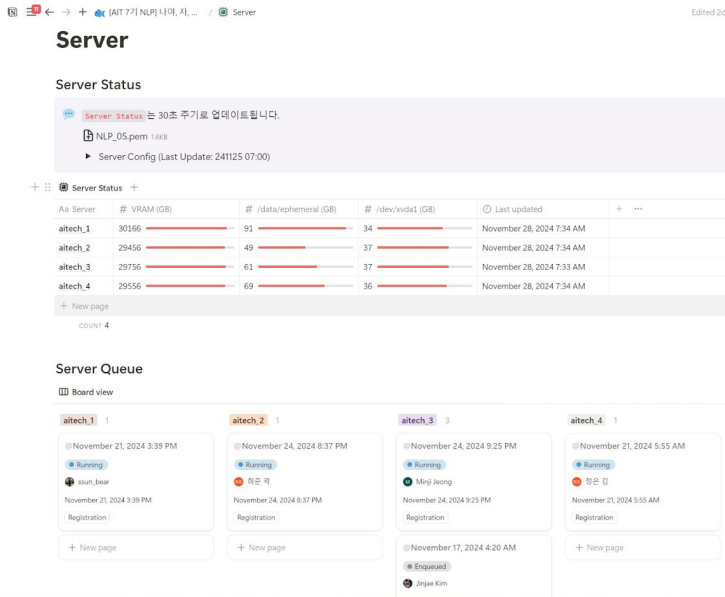 [AIT 7기 NLP] 나야, 자, ... / Server
Edited 2d
Server
Server Status
Server Status 는 30초 주기로 업데이트됩니다.
NLP_05.pem 1.6KB
Server Config (Last Update: 241125 07:00)
Server Status
Aa Server # VRAM (GB) # /data/ephemeral (GB) # /dev/xvda1 (GB) Last updated
aitech_1 30166 91 34 November 28, 2024 7:34 AM
aitech_2 29456 49 37 November 28, 2024 7:34 AM
aitech_3 29756 61 37 November 28, 2024 7:33 AM
aitech_4 29556 69 36 November 28, 2024 7:34 AM
+ New page
COUNT 4
Server Queue
Board view
aitech_1 1
@November 21, 2024 3:39 PM
Running
ssun_bear
November 21, 2024 3:39 PM
Registration
+ New page
aitech_2 1
@November 24, 2024 8:37 PM
Running
희준 곽
November 24, 2024 8:37 PM
Registration
+ New page
aitech_3 3
@November 24, 2024 9:25 PM
Running
Minji Jeong
November 24, 2024 9:25 PM
Registration
@November 17, 2024 4:20 AM
Enqueued
Jinjae Kim
aitech_4 1
@November 21, 2024 5:55 AM
Running
정은 김
November 21, 2024 5:55 AM
Registration
+ New page